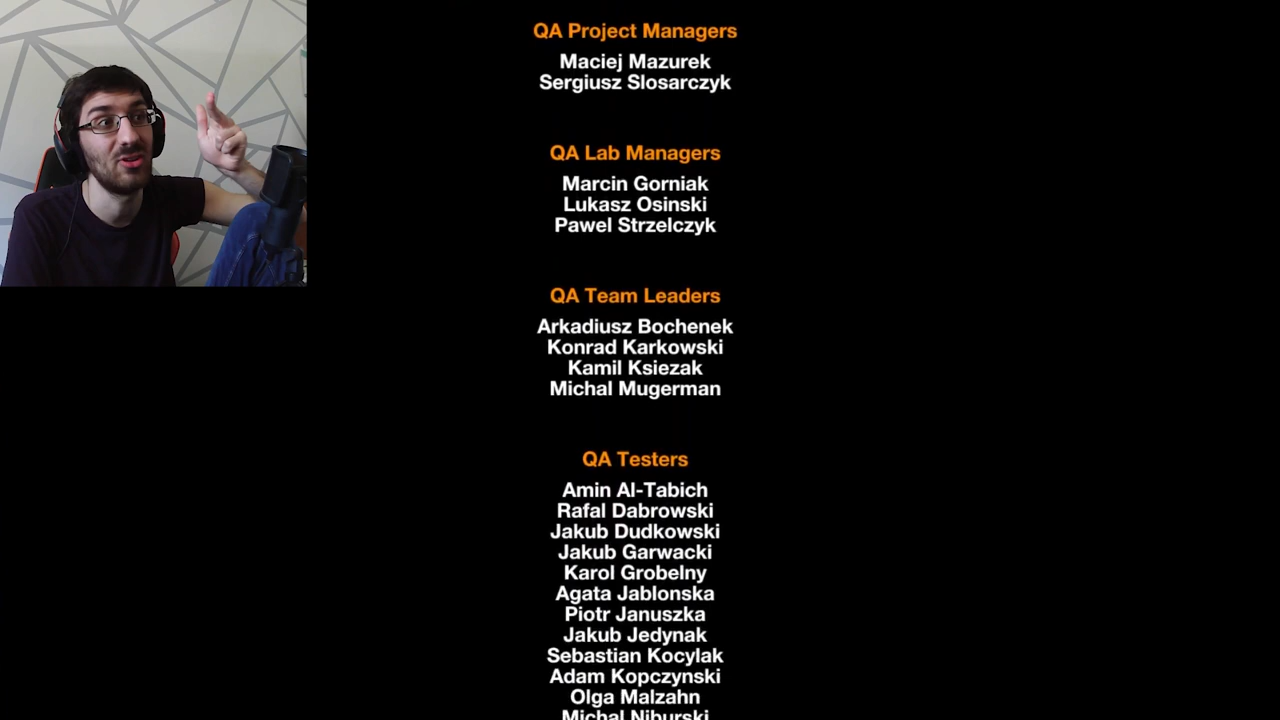 QA Project Managers
Maciej Mazurek
Sergiusz Slosarczyk
QA Lab Managers
Marcin Gorniak
Lukasz Osinski
Pawel Strzelczyk
QA Team Leaders
Arkadiusz Bochenek
Konrad Karkowski
Kamil Ksiezak
Michal Mugerman
QA Testers
Amin Al-Tabich
Rafal Dabrowski
Jakub Dudkowski
Jakub Garwacki
Karol Grobelny
Agata Jablonska
Piotr Januszka
Jakub Jedynak
Sebastian Kocylak
Adam Kopczynski
Olga Malzahn
Michal Niburski